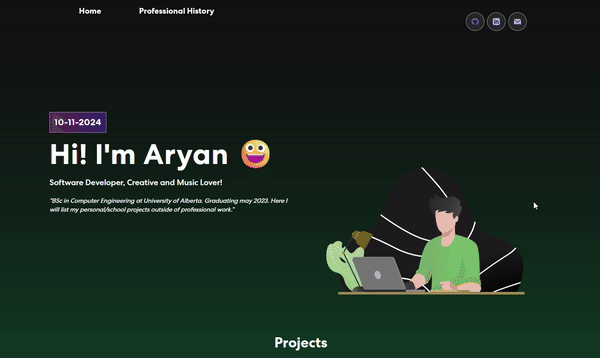 Home Professional History
10-11-2024
Hi! I'm Aryan
Software Developer, Creative and Music Lover!
"BSc in Computer Engineering at University of Alberta. Graduating may 2023. Here I
will list my personal/school projects outside of professional work."
Projects